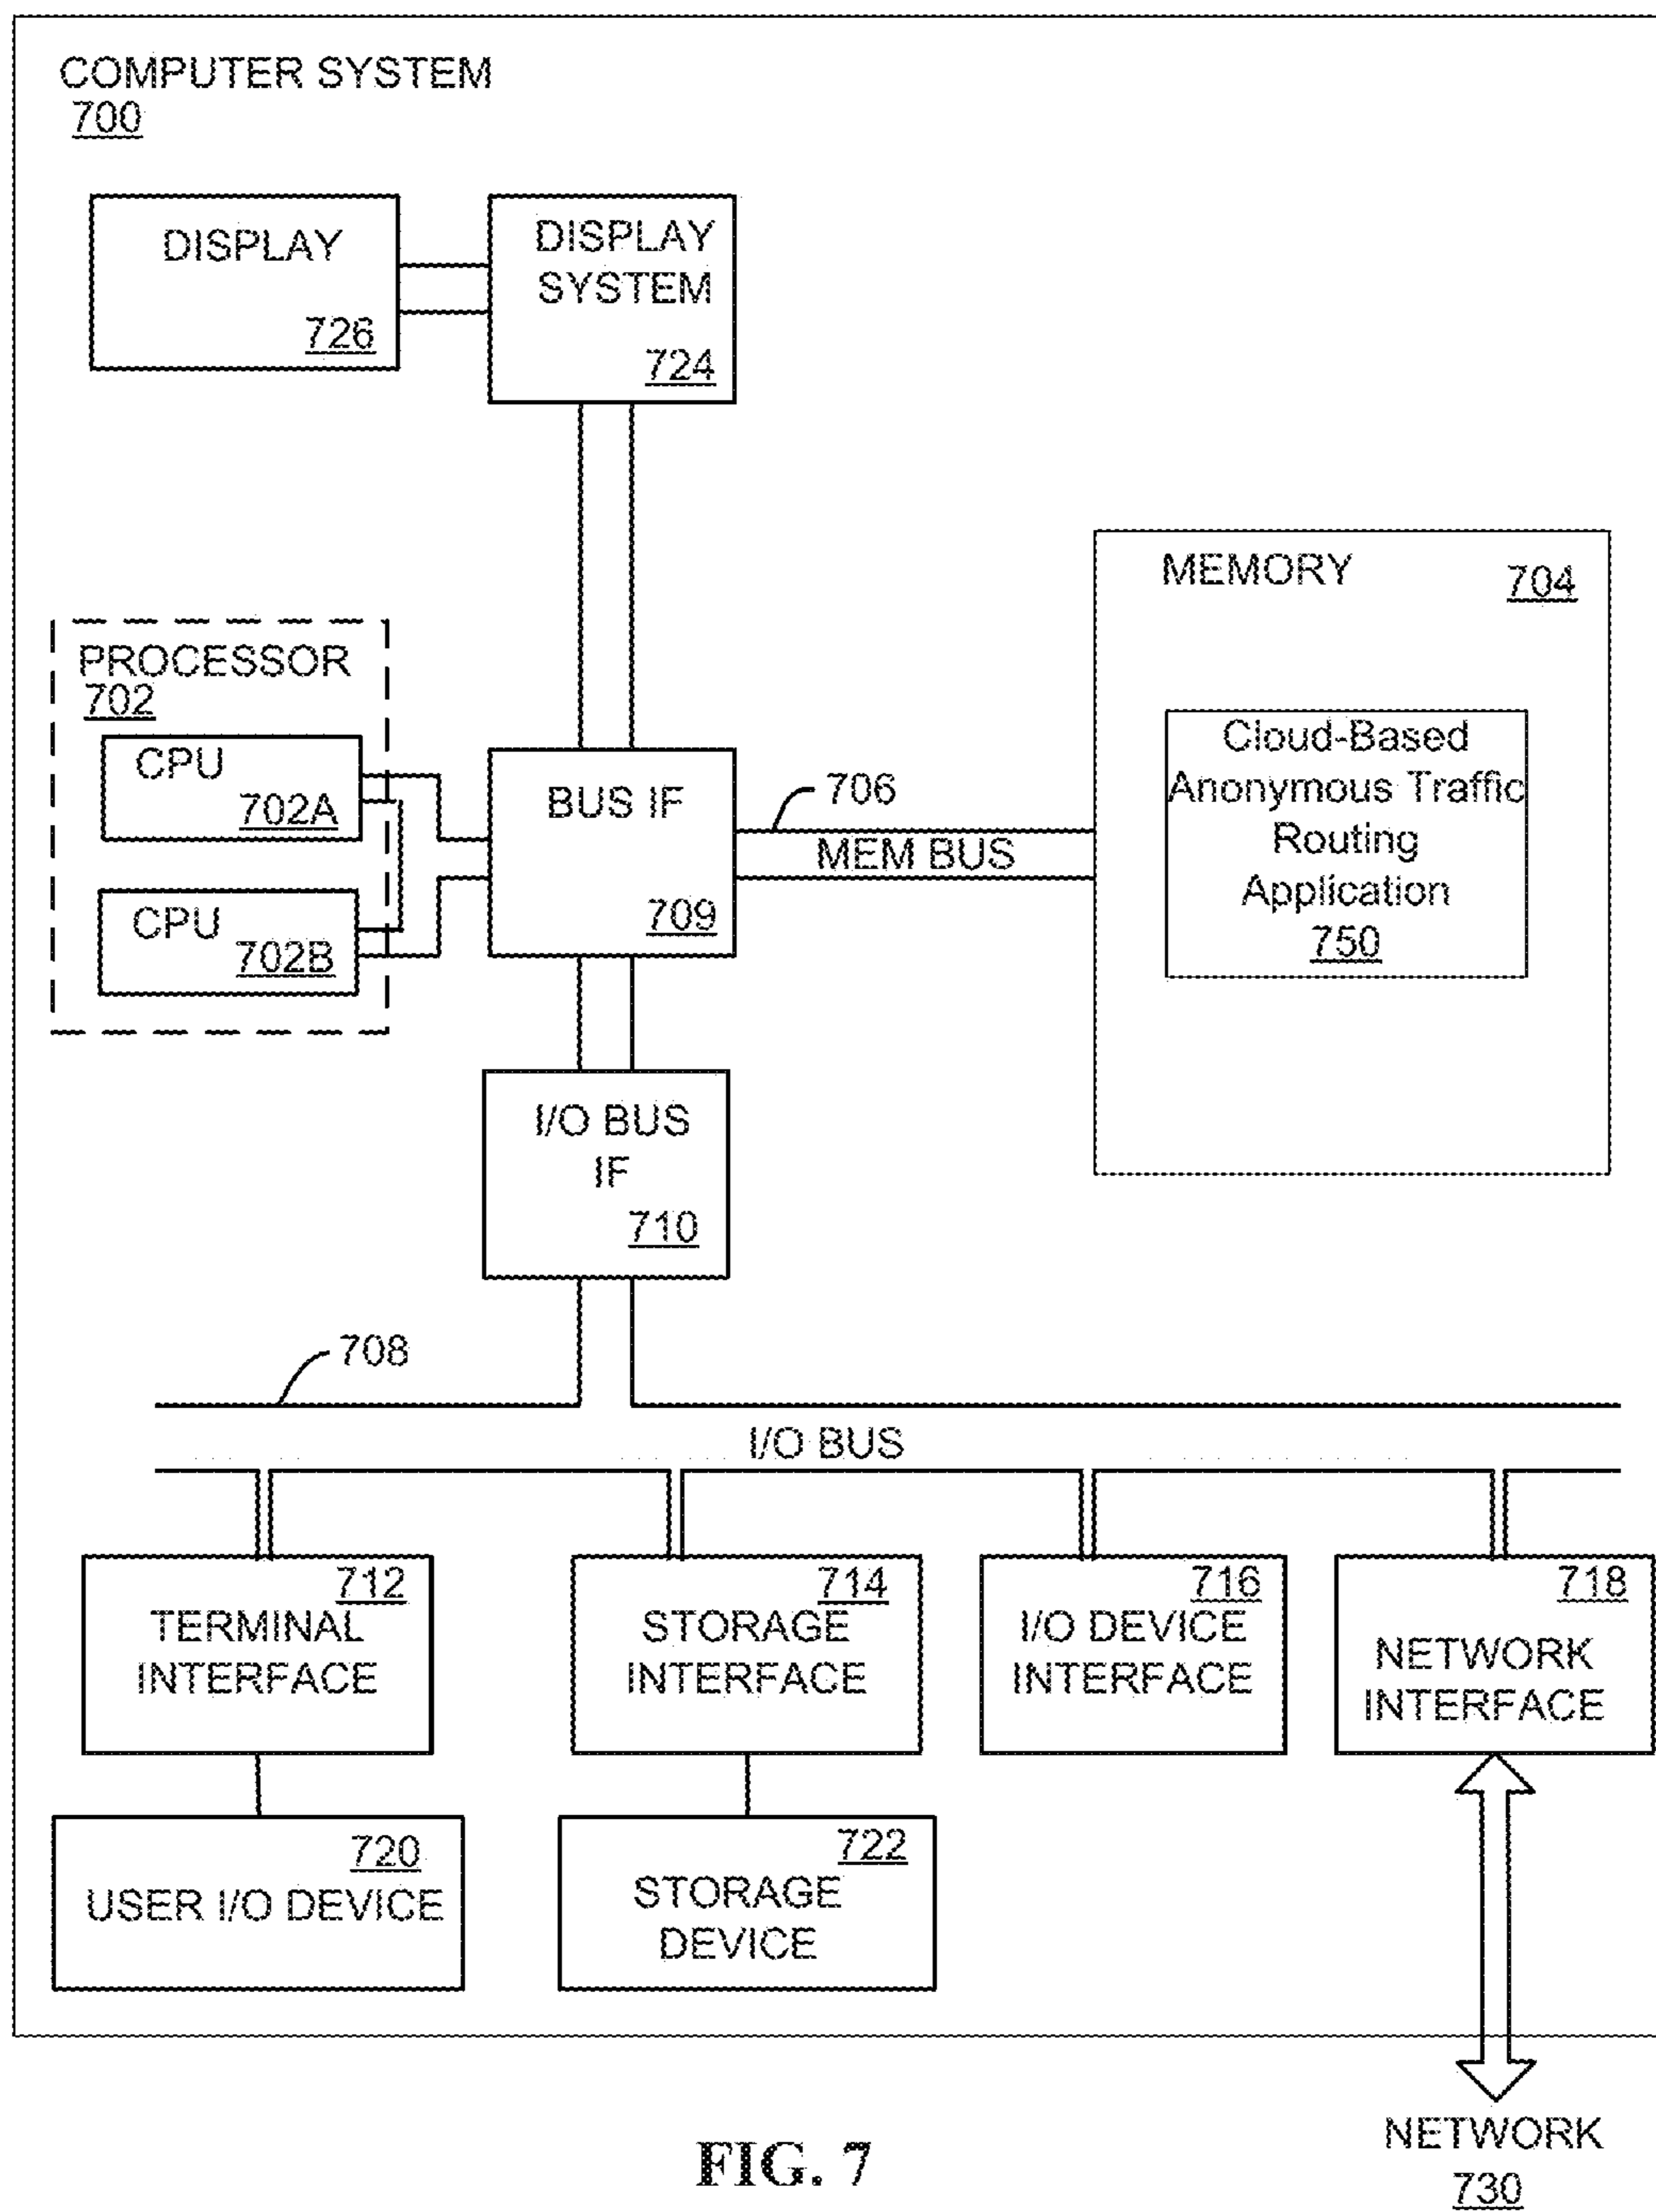 COMPUTER SYSTEM
700
DISPLAY
726
DISPLAY
SYSTEM
724
MEMORY
704
PROCESSOR
702
CPU
702A
CPU
702B
BUS IF
709
706
MEM BUS
Cloud-Based
Anonymous Traffic
Routing
Application
750
I/O BUS
IF
710
708
I/O BUS
712
TERMINAL
INTERFACE
714
STORAGE
INTERFACE
716
I/O DEVICE
INTERFACE
718
NETWORK
INTERFACE
720
USER I/O DEVICE
722
STORAGE
DEVICE
NETWORK
730
FIG. 7